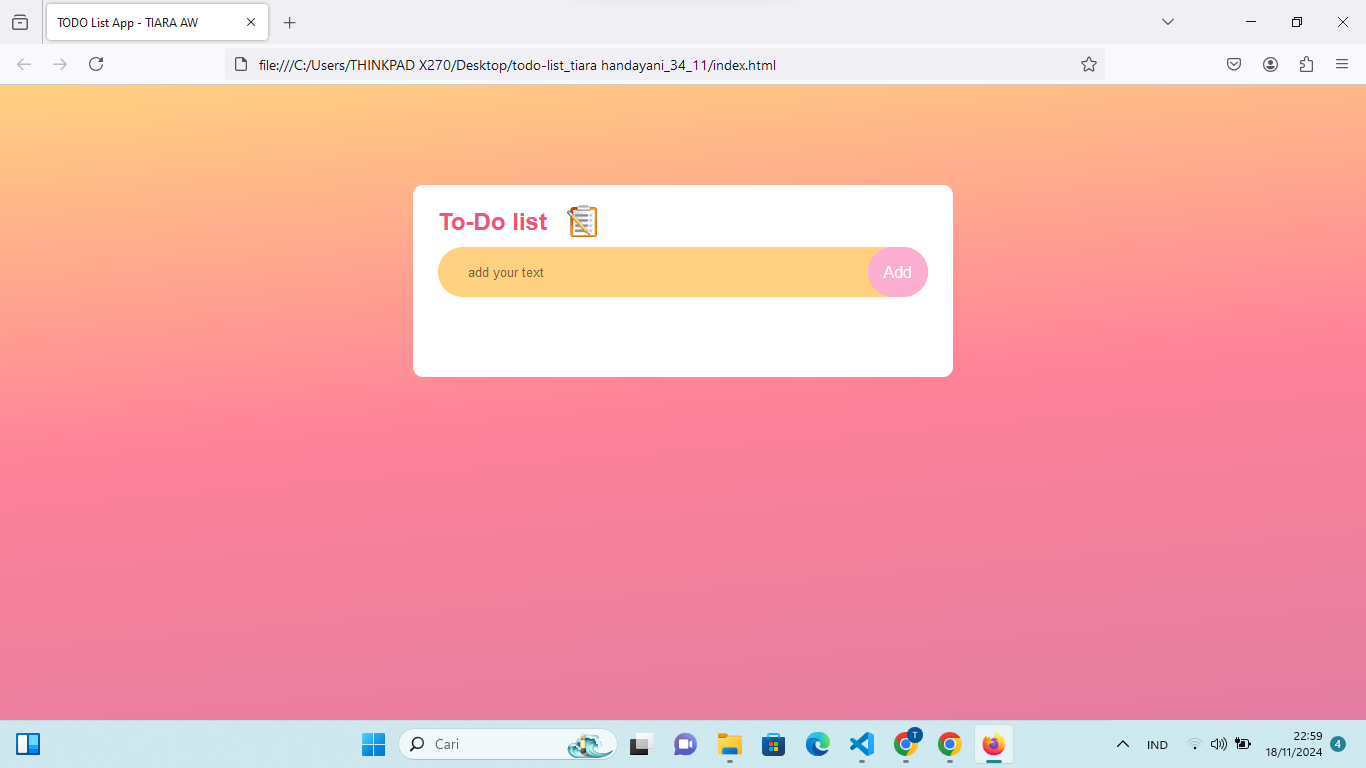 TODO List App - TIARA AW
file:///C:/Users/THINKPAD X270/Desktop/todo-list_tiara handayani_34_11/index.html
To-Do list
add your text
Add
Cari
T
IND
22:59
18/11/2024
4